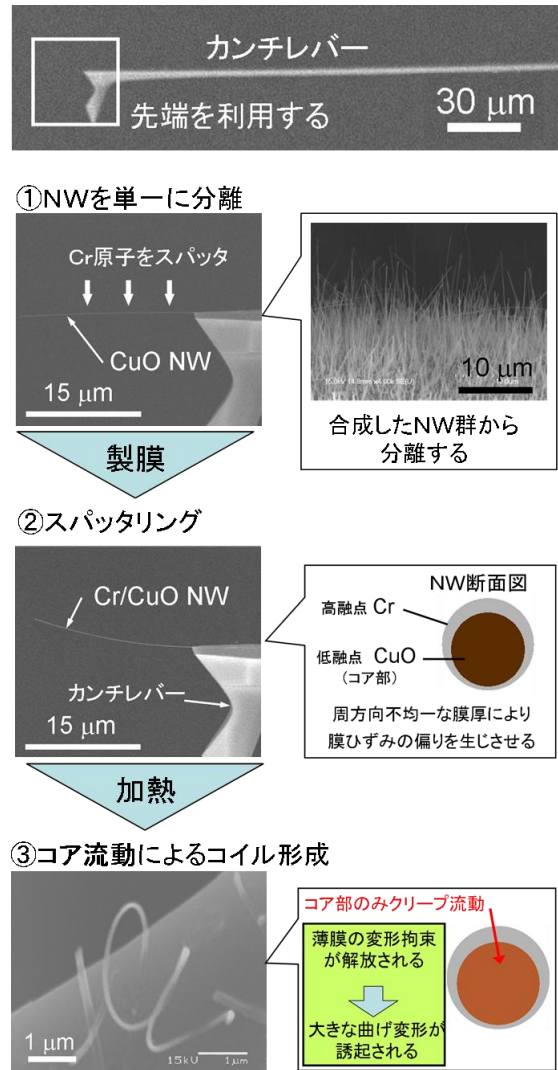 カンチレバー
先端を利用する
30 μm
①NWを単一に分離
Cr原子をスパッタ
CuO NW
15 μm
10 μm
合成したNW群から
分離する
製膜
②スパッタリング
Cr/CuO NW
カンチレバー
15 μm
NW断面図
高融点 Cr
低融点 CuO
(コア部)
周方向不均一な膜厚により
膜ひずみの偏りを生じさせる
加熱
③コア流動によるコイル形成
1 μm
15kU
1μm
コア部のみクリープ流動
薄膜の変形拘束
が解放される
大きな曲げ変形が
誘起される